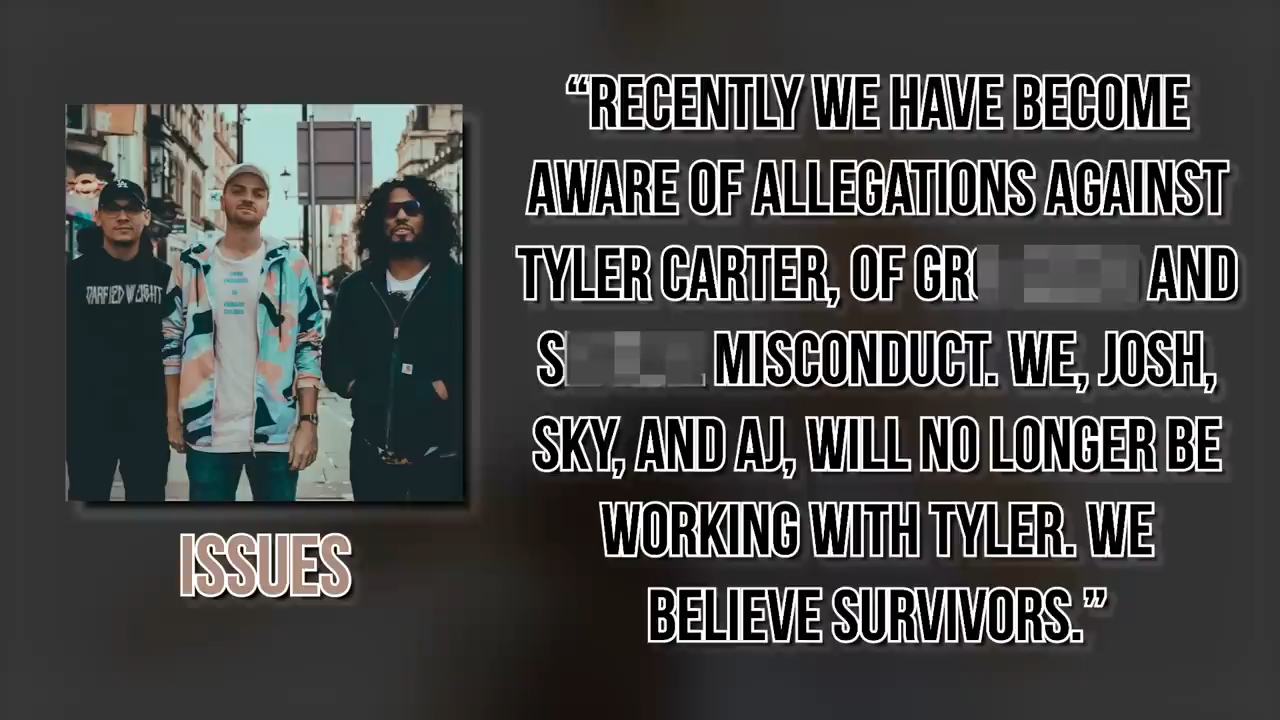 “RECENTLY WE HAVE BECOME
AWARE OF ALLEGATIONS AGAINST
TYLER CARTER, OF AND
MISCONDUCT. WE, JOSH,
SKY, AND AJ, WILL NO LONGER BE
WORKING WITH TYLER. WE
BELIEVE SURVIVORS.”
ISSUES